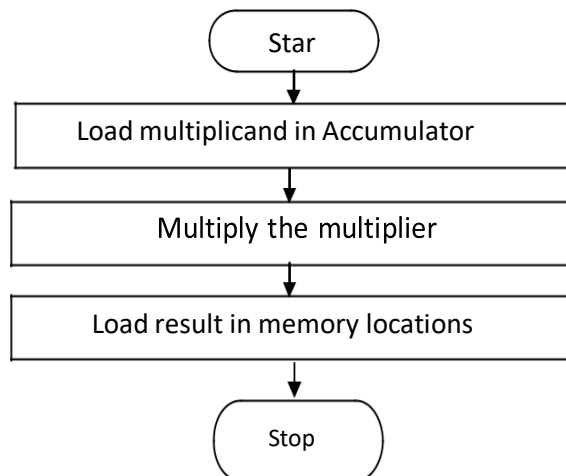 Star
Load multiplicand in Accumulator
Multiply the multiplier
Load result in memory locations
Stop